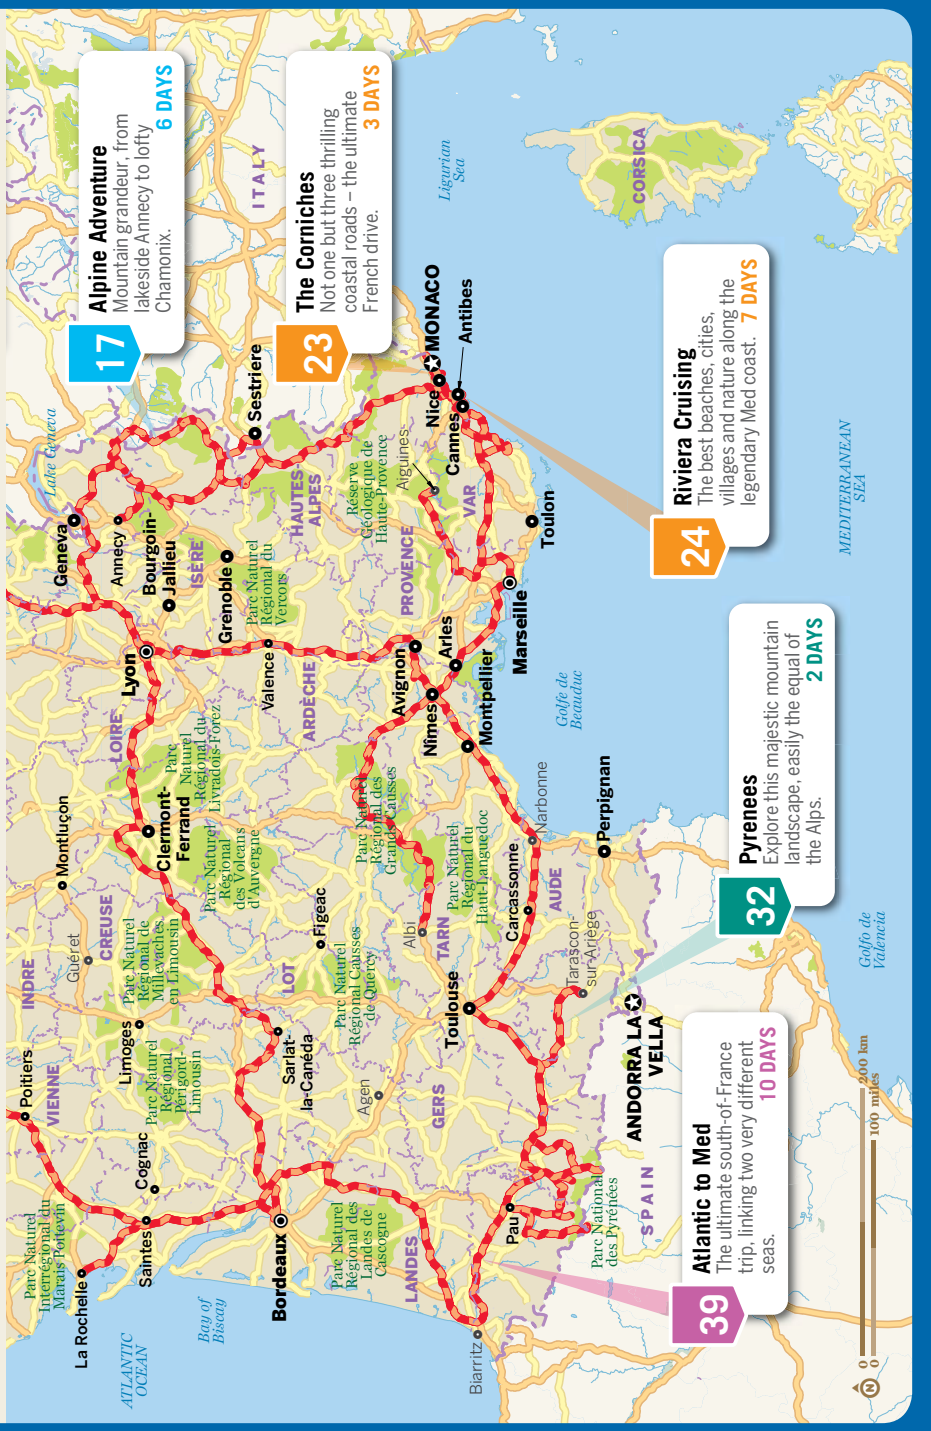 17
Alpine Adventure
Mountain grandeur, from
lakeside Annecy to lofty
Chamonix.
6 DAYS
23
The Corniches
Not one but three thrilling
coastal roads – the ultimate
French drive.
3 DAYS
24
Riviera Cruising
The best beaches, cities,
villages and nature along the
legendary Med coast.
7 DAYS
32
Pyrenees
Explore this majestic mountain
landscape, easily the equal of
the Alps.
2 DAYS
39
Atlantic to Med
The ultimate south-of-France
trip, linking two very different
seas.
10 DAYS
Parc Naturel
Interrégional du
Marais Poitevin
La Rochelle
ATLANTIC
OCEAN
Poitiers
VIENNE
INDRE
Guéret
CREUSE
Montluçon
Saintes
Cognac
Limoges
Parc Naturel
Régional
Périgord-
Limousin
Parc Naturel
Régional de
Millevaches
en Limousin
Clermont-
Ferrand
Parc Naturel
Régional
des Volcans
d'Auvergne
Parc
Naturel
Régional du
Livradois-Forez
LOIRE
Lyon
Geneva
Lake Geneva
Annecy
Bourgoin-
Jallieu
ISÈRE
Grenoble
Parc Naturel
Régional du
Vercors
Valence
ARDÈCHE
HAUTES
ALPES
Sestriere
ITALY
Bay of
Biscay
Bordeaux
Sarlat-
la-Canéda
LOT
Figeac
Parc Naturel
Régional Causses
de Quercy
Agen
Parc Naturel
Régional des
Landes de
Cascogne
LANDES
GERS
Toulouse
TARN
Albi
Parc Naturel
Régional des
Grands Causses
Parc Naturel
Régional du
Haut-Languedoc
Avignon
Nîmes
Arles
Montpellier
PROVENCE
Réserve
Géologique de
Haute-Provence
Aiguines
VAR
Cannes
Nice
MONACO
Antibes
Ligurian
Sea
CORSICA
Marseille
Toulon
Golfe de
Beauduc
MEDITERRANEAN
SEA
Narbonne
Carcassonne
AUDE
Perpignan
Tarascon-
sur-Ariège
Biarritz
Pau
Parc National
des Pyrénées
SPAIN
ANDORRA LA
VELLA
Golfo de
Valencia
N
0
200 km
0
100 miles